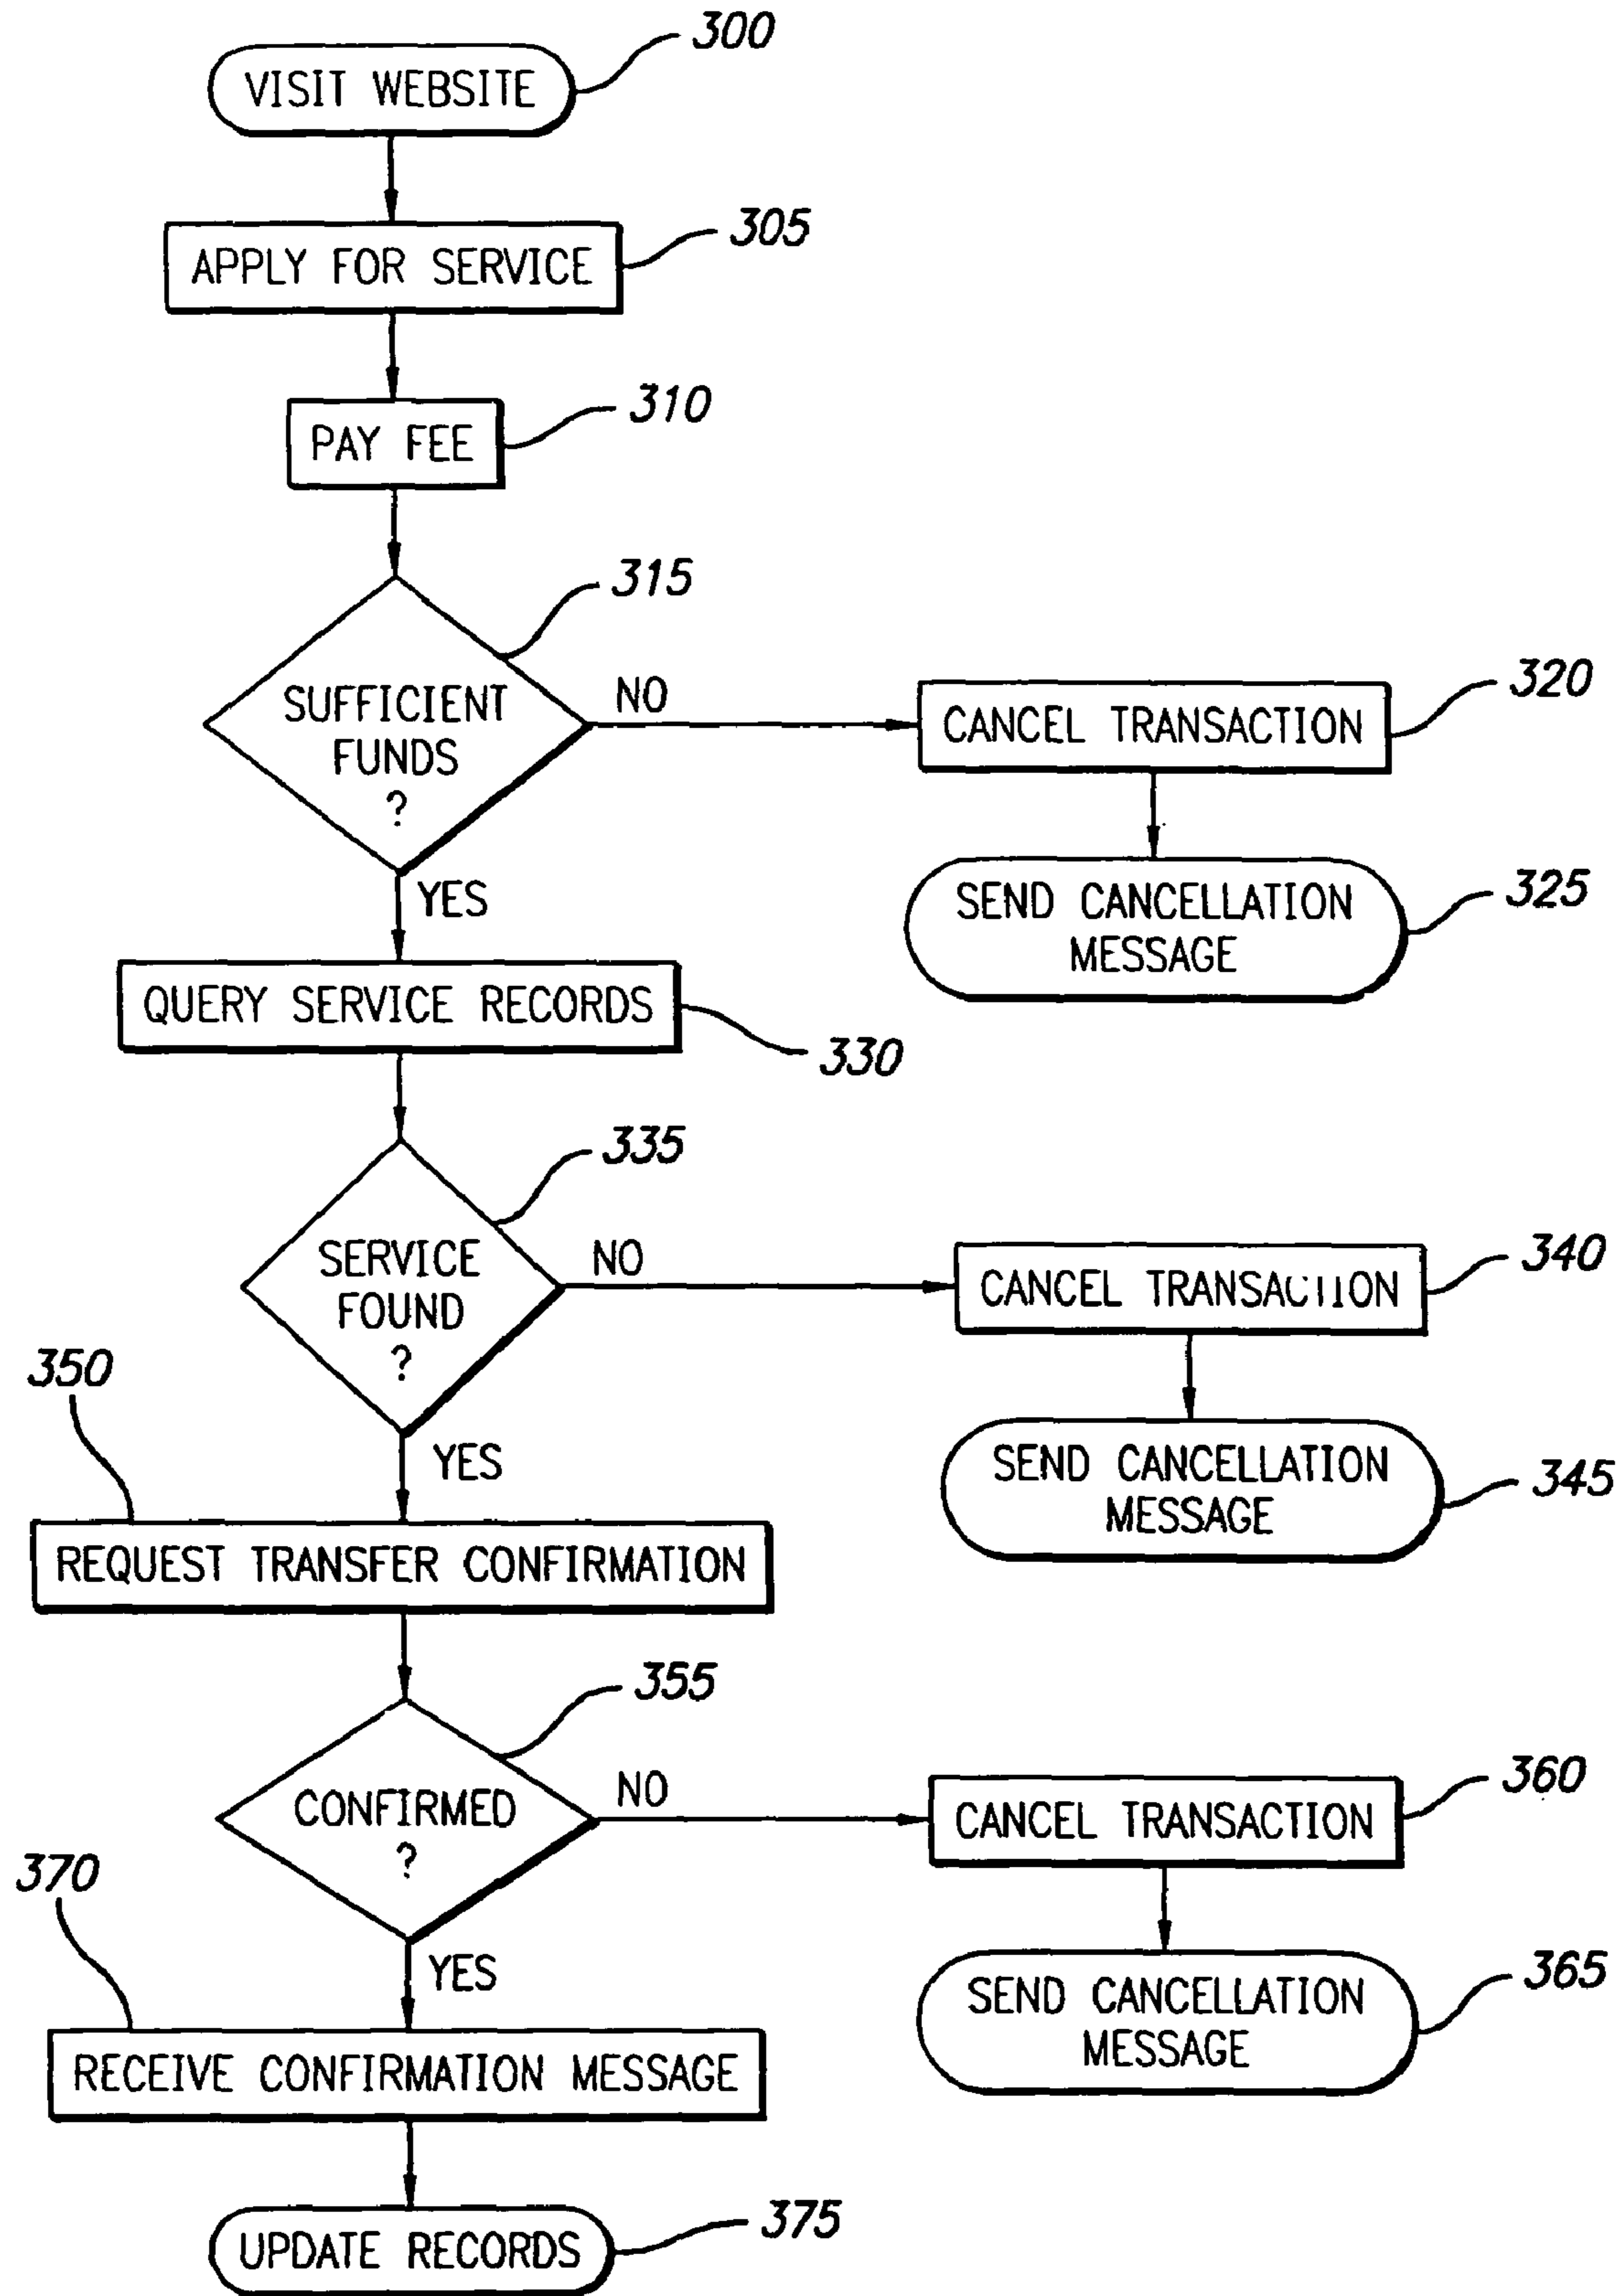 300
VISIT WEBSITE
305
APPLY FOR SERVICE
310
PAY FEE
315
SUFFICIENT
FUNDS
?
NO
320
CANCEL TRANSACTION
325
SEND CANCELLATION
MESSAGE
YES
QUERY SERVICE RECORDS
330
335
SERVICE
FOUND
?
NO
340
CANCEL TRANSACTION
345
SEND CANCELLATION
MESSAGE
YES
350
REQUEST TRANSFER CONFIRMATION
355
CONFIRMED
?
NO
360
CANCEL TRANSACTION
365
SEND CANCELLATION
MESSAGE
YES
370
RECEIVE CONFIRMATION MESSAGE
375
UPDATE RECORDS